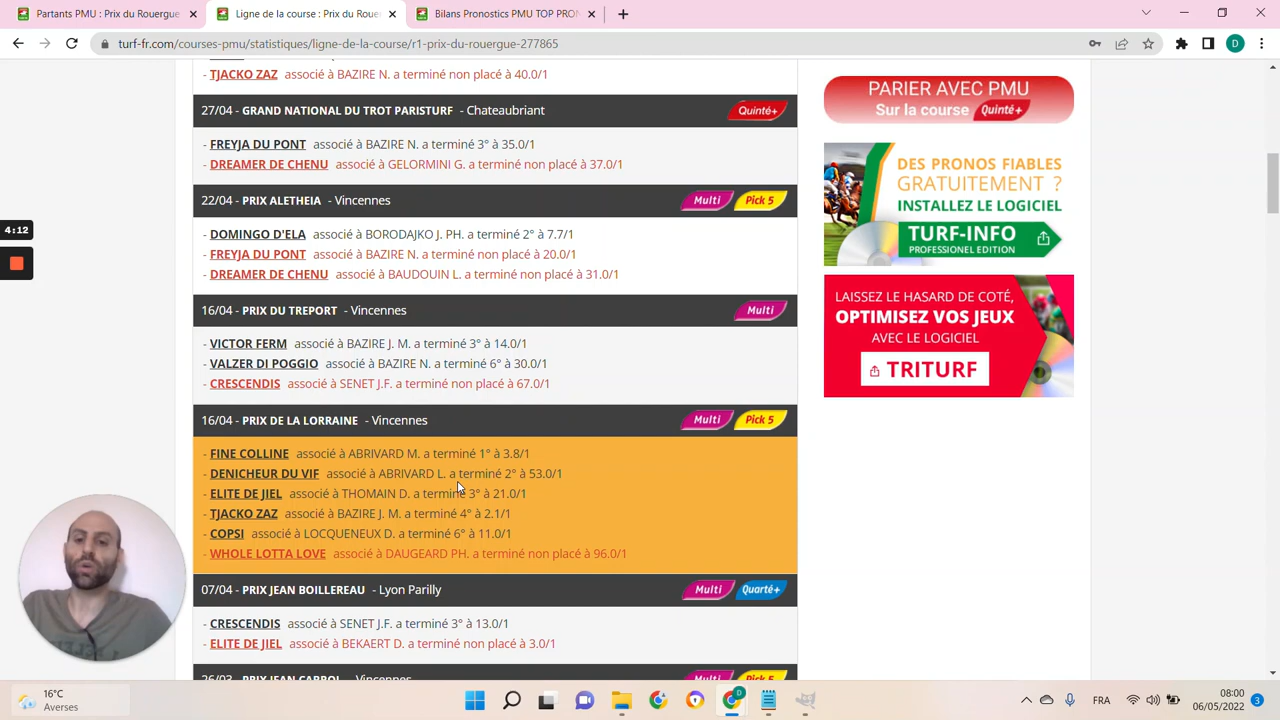 Partants PMU : Prix du Rouergue
Ligne de la course : Prix du Roue
Bilans Pronostics PMU TOP PRON
turf-fr.com/courses-pmu/statistiques/ligne-de-la-course/r1-prix-du-rouergue-277865
D
- TJACKO ZAZ associé à BAZIRE N. a terminé non placé à 40.0/1
27/04 - GRAND NATIONAL DU TROT PARISTURF - Chateaubriant Quinté+
- FREYJA DU PONT associé à BAZIRE N. a terminé 3° à 35.0/1
- DREAMER DE CHENU associé à GELORMINI G. a terminé non placé à 37.0/1
22/04 - PRIX ALETHEIA - Vincennes Multi Pick 5
- DOMINGO D'ELA associé à BORODAJKO J. PH. a terminé 2° à 7.7/1
- FREYJA DU PONT associé à BAZIRE N. a terminé non placé à 20.0/1
- DREAMER DE CHENU associé à BAUDOUIN L. a terminé non placé à 31.0/1
16/04 - PRIX DU TREPORT - Vincennes Multi
- VICTOR FERM associé à BAZIRE J. M. a terminé 3° à 14.0/1
- VALZER DI POGGIO associé à BAZIRE N. a terminé 6° à 30.0/1
- CRESCENDIS associé à SENET J.F. a terminé non placé à 67.0/1
16/04 - PRIX DE LA LORRAINE - Vincennes Multi Pick 5
- FINE COLLINE associé à ABRIVARD M. a terminé 1° à 3.8/1
- DENICHEUR DU VIF associé à ABRIVARD L. a terminé 2° à 53.0/1
- ELITE DE JIEL associé à THOMAIN D. a terminé 3° à 21.0/1
- TJACKO ZAZ associé à BAZIRE J. M. a terminé 4° à 2.1/1
- COPSI associé à LOCQUENEUX D. a terminé 6° à 11.0/1
- WHOLE LOTTA LOVE associé à DAUGEARD PH. a terminé non placé à 96.0/1
07/04 - PRIX JEAN BOILLEREAU - Lyon Parilly Multi Quarté+
- CRESCENDIS associé à SENET J.F. a terminé 3° à 13.0/1
- ELITE DE JIEL associé à BEKAERT D. a terminé non placé à 3.0/1
26/03 - PRIX JEAN CABROL - Vincennes Multi Pick 5
PARIER AVEC PMU
Sur la course Quinté+
DES PRONOS FIABLES
GRATUITEMENT ?
INSTALLEZ LE LOGICIEL
TURF-INFO
PROFESSIONEL EDITION
LAISSEZ LE HASARD DE COTÉ,
OPTIMISEZ VOS JEUX
AVEC LE LOGICIEL
TRITURF
4:12
16°C
Averses
D
FRA
08:00
06/05/2022
3